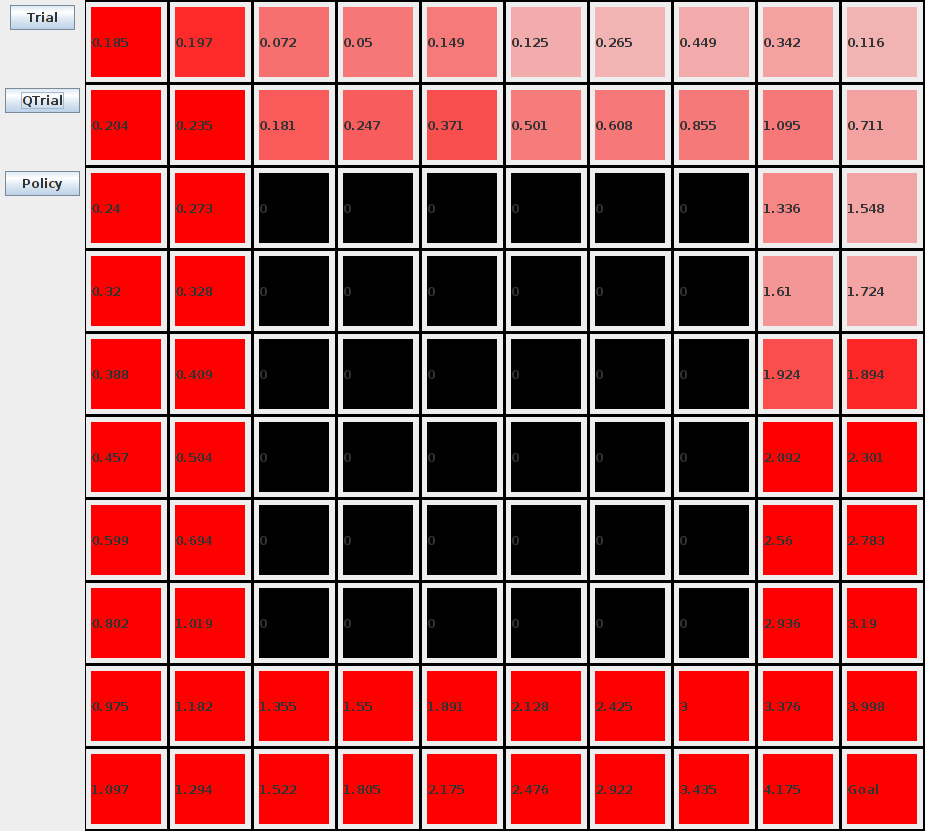 Trial 0.185 0.197 0.072 0.05 0.149 0.125 0.265 0.449 0.342 0.116
QTrial 0.204 0.235 0.181 0.247 0.371 0.501 0.608 0.855 1.095 0.711
Policy 0.24 0.273 0 0 0 0 0 0 1.336 1.548
0.32 0.328 0 0 0 0 0 0 1.61 1.724
0.388 0.409 0 0 0 0 0 0 1.924 1.894
0.457 0.504 0 0 0 0 0 0 2.092 2.301
0.599 0.694 0 0 0 0 0 0 2.56 2.783
0.802 1.019 0 0 0 0 0 0 2.936 3.19
0.975 1.182 1.355 1.55 1.891 2.128 2.425 3 3.376 3.998
1.097 1.294 1.522 1.805 2.175 2.476 2.922 3.435 4.175 Goal